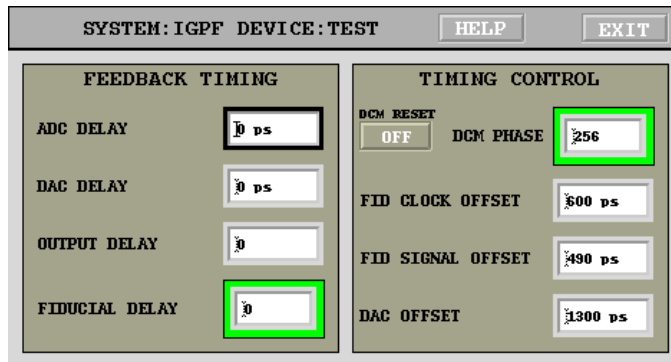 SYSTEM:IGPF DEVICE:TEST HELP EXIT
FEEDBACK TIMING
ADC DELAY 0 ps
DAC DELAY 0 ps
OUTPUT DELAY 0
FIDUCIAL DELAY 0
TIMING CONTROL
DCM RESET
OFF DCM PHASE 256
FID CLOCK OFFSET 600 ps
FID SIGNAL OFFSET 490 ps
DAC OFFSET 1300 ps